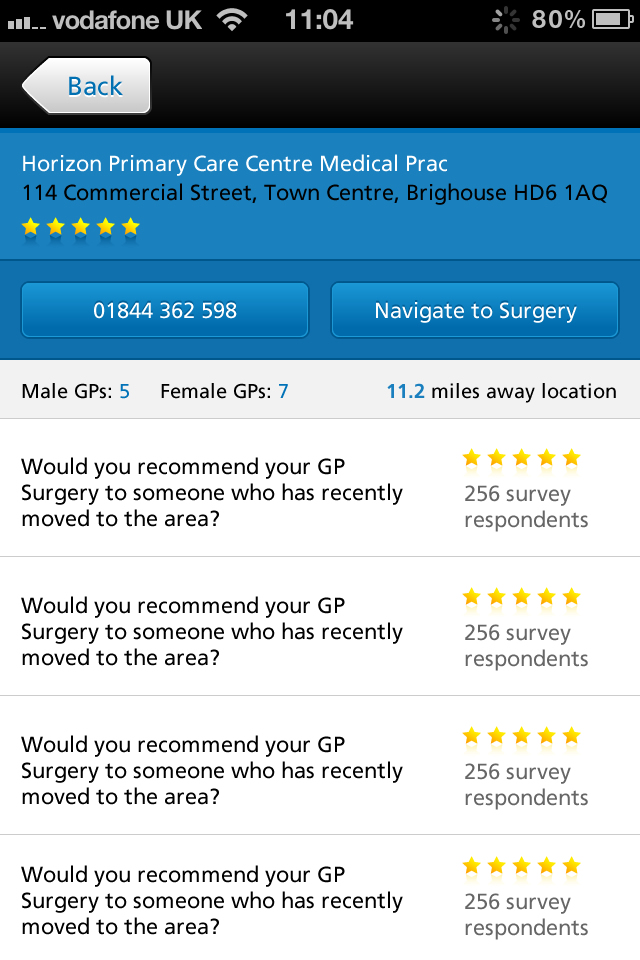 vodafone UK 11:04 80%
Back
Horizon Primary Care Centre Medical Prac
114 Commercial Street, Town Centre, Brighouse HD6 1AQ
01844 362 598 Navigate to Surgery
Male GPs: 5 Female GPs: 7 11.2 miles away location
Would you recommend your GP
Surgery to someone who has recently
moved to the area?
256 survey
respondents
Would you recommend your GP
Surgery to someone who has recently
moved to the area?
256 survey
respondents
Would you recommend your GP
Surgery to someone who has recently
moved to the area?
256 survey
respondents
Would you recommend your GP
Surgery to someone who has recently
moved to the area?
256 survey
respondents